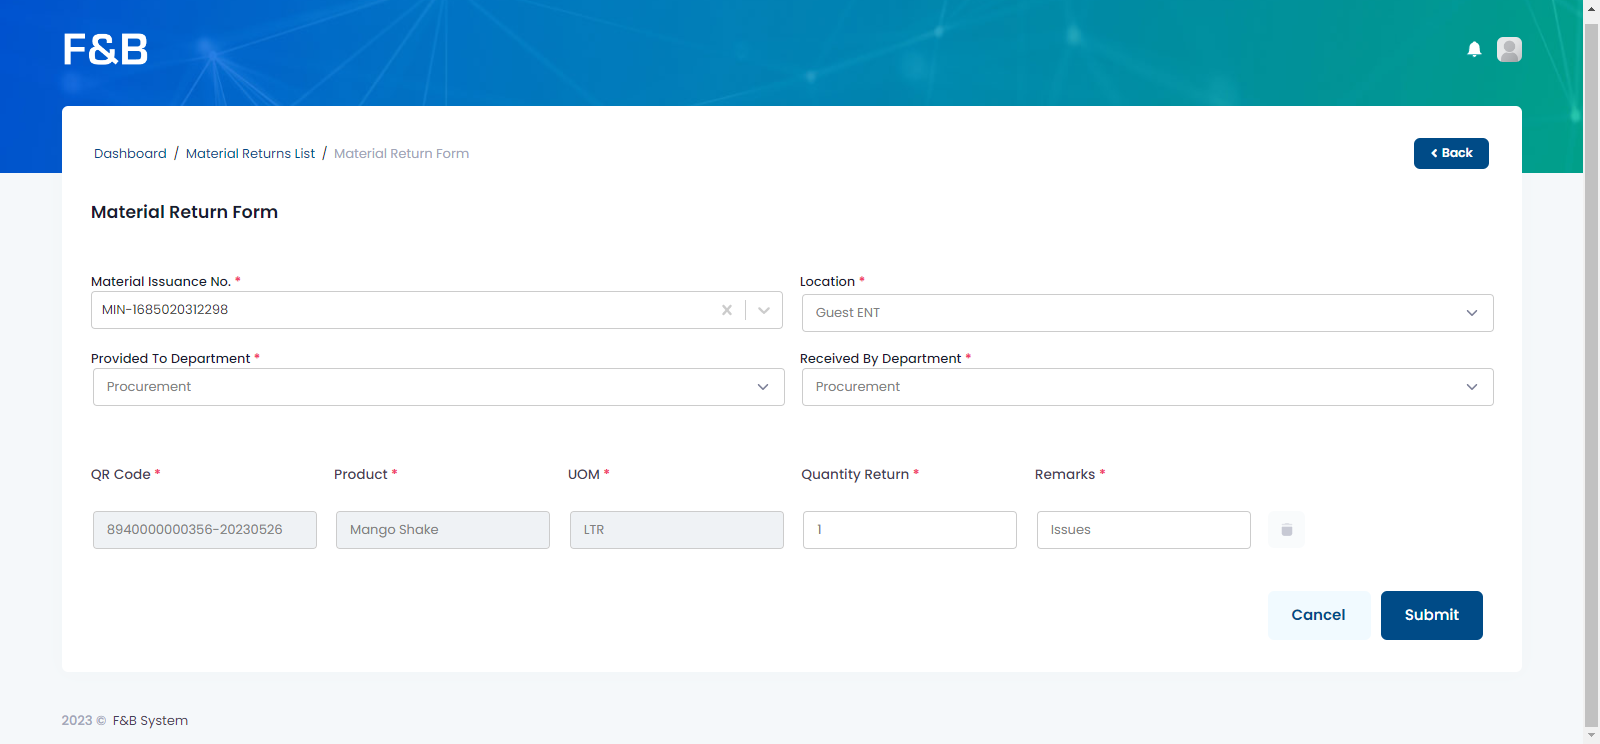 F&B
Dashboard / Material Returns List / Material Return Form
Back
Material Return Form
Material Issuance No. *
Location *
MIN-1685020312298
Guest ENT
Provided To Department *
Received By Department *
Procurement
Procurement
QR Code * Product * UOM * Quantity Return * Remarks *
8940000000356-20230526 Mango Shake LTR 1 Issues
Cancel Submit
2023 © F&B System